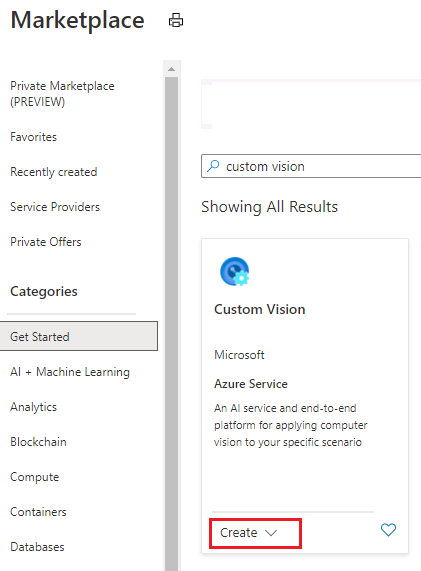 Marketplace
Private Marketplace
(PREVIEW)
Favorites
Recently created
Service Providers
Private Offers
Categories
Get Started
AI + Machine Learning
Analytics
Blockchain
Compute
Containers
Databases
custom vision
Showing All Results
Custom Vision
Microsoft
Azure Service
An AI service and end-to-end
platform for applying computer
vision to your specific scenario
Create